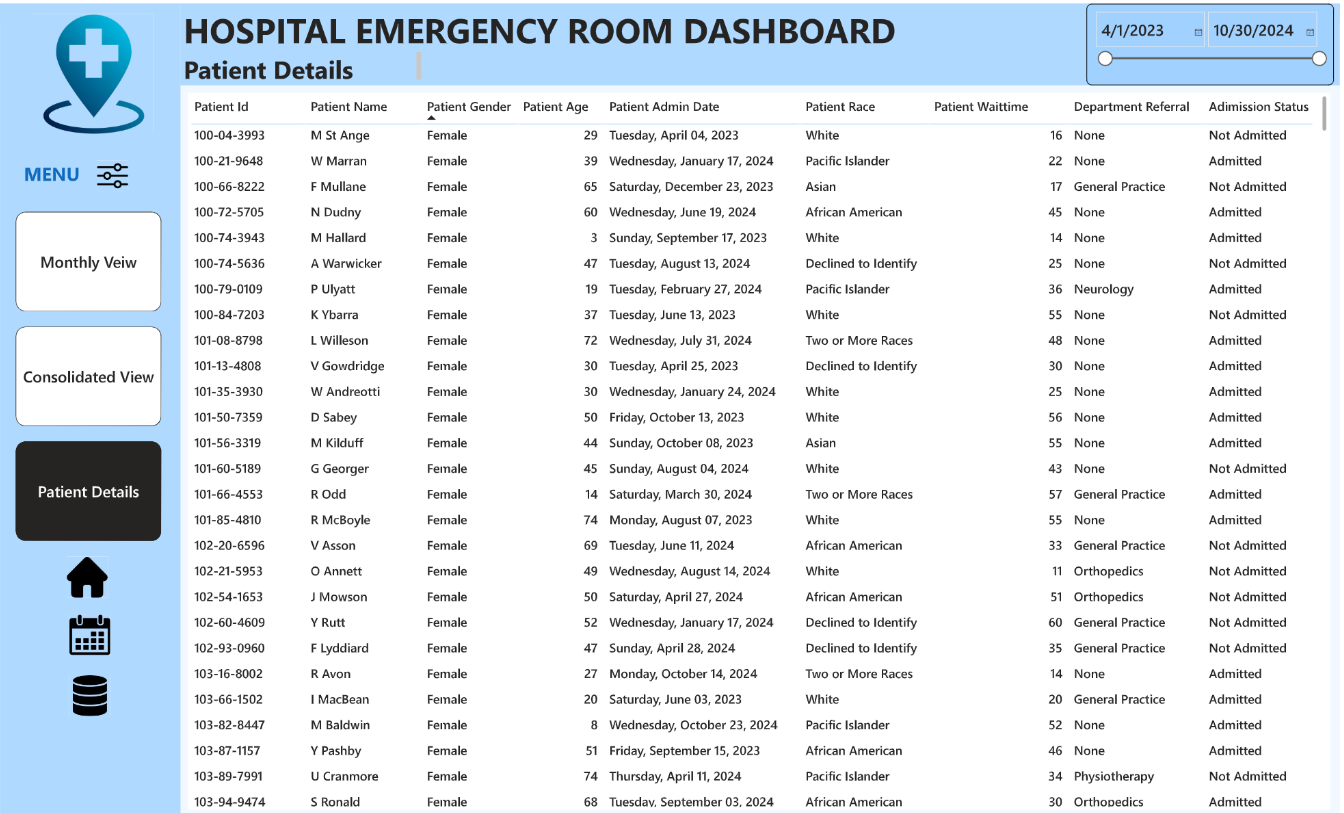 HOSPITAL EMERGENCY ROOM DASHBOARD
Patient Details
4/1/2023 10/30/2024
MENU
Monthly Veiw
Consolidated View
Patient Details
Patient Id Patient Name Patient Gender Patient Age Patient Admin Date Patient Race Patient Waittime Department Referral Adimission Status
100-04-3993 M St Ange Female 29 Tuesday, April 04, 2023 White 16 None Not Admitted
100-21-9648 W Marran Female 39 Wednesday, January 17, 2024 Pacific Islander 22 None Admitted
100-66-8222 F Mullane Female 65 Saturday, December 23, 2023 Asian 17 General Practice Not Admitted
100-72-5705 N Dudny Female 60 Wednesday, June 19, 2024 African American 45 None Admitted
100-74-3943 M Hallard Female 3 Sunday, September 17, 2023 White 14 None Admitted
100-74-5636 A Warwicker Female 47 Tuesday, August 13, 2024 Declined to Identify 25 None Not Admitted
100-79-0109 P Ulyatt Female 19 Tuesday, February 27, 2024 Pacific Islander 36 Neurology Admitted
100-84-7203 K Ybarra Female 37 Tuesday, June 13, 2023 White 55 None Not Admitted
101-08-8798 L Willeson Female 72 Wednesday, July 31, 2024 Two or More Races 48 None Admitted
101-13-4808 V Gowdridge Female 30 Tuesday, April 25, 2023 Declined to Identify 30 None Admitted
101-35-3930 W Andreotti Female 30 Wednesday, January 24, 2024 White 25 None Admitted
101-50-7359 D Sabey Female 50 Friday, October 13, 2023 White 56 None Admitted
101-56-3319 M Kilduff Female 44 Sunday, October 08, 2023 Asian 55 None Admitted
101-60-5189 G Georger Female 45 Sunday, August 04, 2024 White 43 None Not Admitted
101-66-4553 R Odd Female 14 Saturday, March 30, 2024 Two or More Races 57 General Practice Admitted
101-85-4810 R McBoyle Female 74 Monday, August 07, 2023 White 55 None Admitted
102-20-6596 V Asson Female 69 Tuesday, June 11, 2024 African American 33 General Practice Not Admitted
102-21-5953 O Annett Female 49 Wednesday, August 14, 2024 White 11 Orthopedics Not Admitted
102-54-1653 J Mowson Female 50 Saturday, April 27, 2024 African American 51 Orthopedics Admitted
102-60-4609 Y Rutt Female 52 Wednesday, January 17, 2024 Declined to Identify 60 General Practice Not Admitted
102-93-0960 F Lyddiard Female 47 Sunday, April 28, 2024 Declined to Identify 35 General Practice Not Admitted
103-16-8002 R Avon Female 27 Monday, October 14, 2024 Two or More Races 14 None Admitted
103-66-1502 I MacBean Female 20 Saturday, June 03, 2023 White 20 General Practice Admitted
103-82-8447 M Baldwin Female 8 Wednesday, October 23, 2024 Pacific Islander 52 None Admitted
103-87-1157 Y Pashby Female 51 Friday, September 15, 2023 African American 46 None Admitted
103-89-7991 U Cranmore Female 74 Thursday, April 11, 2024 Pacific Islander 34 Physiotherapy Not Admitted
103-94-9474 S Ronald Female 68 Tuesday, September 03, 2024 African American 30 Orthopedics Admitted